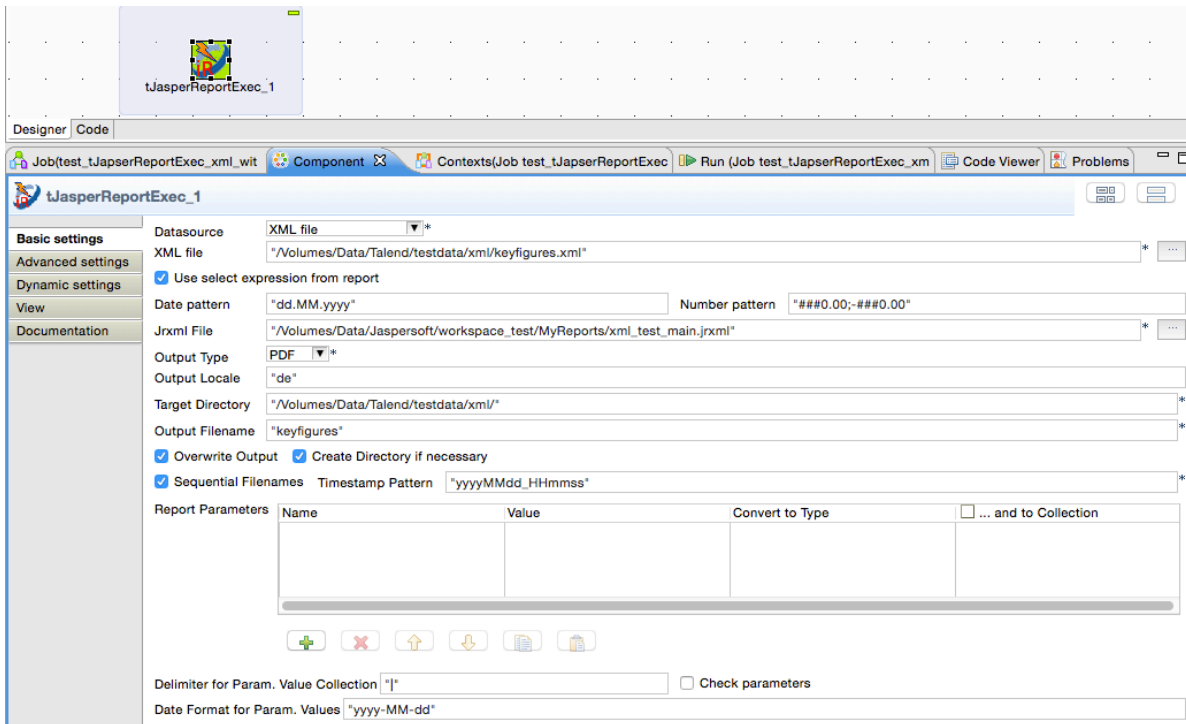 tJasperReportExec_1
Designer Code
Job(test_tJapserReportExec_xml_wit Component Contexts(Job test_tJapserReportExec Run (Job test_tJapserReportExec_xm Code Viewer Problems
tJasperReportExec_1
Basic settings
Advanced settings
Dynamic settings
View
Documentation
Datasource XML file *
XML file "/Volumes/Data/Talend/testdata/xml/keyfigures.xml" * ...
Use select expression from report
Date pattern "dd.MM.yyyy" Number pattern "###0.00;-###0.00"
Jrxml File "/Volumes/Data/Jaspersoft/workspace_test/MyReports/xml_test_main.jrxml" * ...
Output Type PDF *
Output Locale "de"
Target Directory "/Volumes/Data/Talend/testdata/xml/" *
Output Filename "keyfigures" *
Overwrite Output Create Directory if necessary
Sequential Filenames Timestamp Pattern "yyyyMMdd_HHmmss" *
Report Parameters Name Value Convert to Type ... and to Collection
Delimiter for Param. Value Collection "|" Check parameters
Date Format for Param. Values "yyyy-MM-dd"